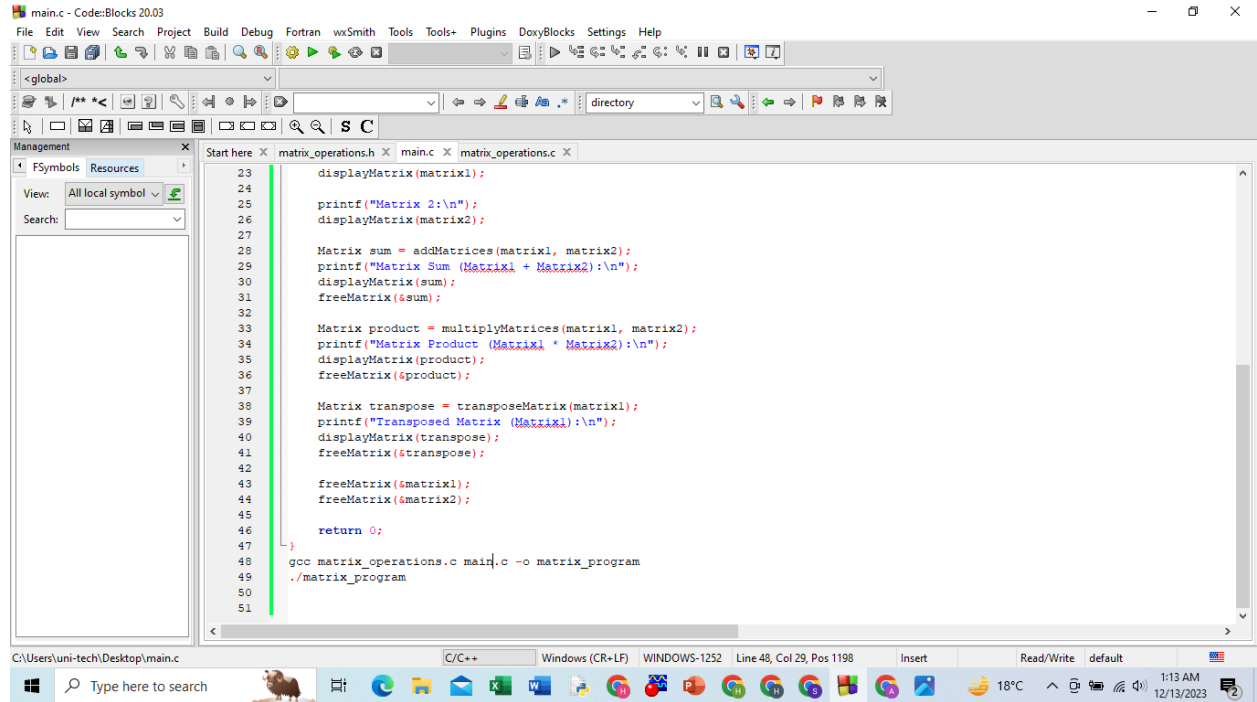 main.c - Code::Blocks 20.03
File Edit View Search Project Build Debug Fortran wxSmith Tools Tools+ Plugins DoxyBlocks Settings Help
<global>
/** *< directory
S C
Management
Start here matrix_operations.h main.c matrix_operations.c
FSymbols Resources
View: All local symbol
Search:
23 displayMatrix(matrix1);
24
25 printf("Matrix 2:\n");
26 displayMatrix(matrix2);
27
28 Matrix sum = addMatrices(matrix1, matrix2);
29 printf("Matrix Sum (Matrix1 + Matrix2):\n");
30 displayMatrix(sum);
31 freeMatrix(&sum);
32
33 Matrix product = multiplyMatrices(matrix1, matrix2);
34 printf("Matrix Product (Matrix1 * Matrix2):\n");
35 displayMatrix(product);
36 freeMatrix(&product);
37
38 Matrix transpose = transposeMatrix(matrix1);
39 printf("Transposed Matrix (Matrix1):\n");
40 displayMatrix(transpose);
41 freeMatrix(&transpose);
42
43 freeMatrix(&matrix1);
44 freeMatrix(&matrix2);
45
46 return 0;
47 }
48 gcc matrix_operations.c main.c -o matrix_program
49 ./matrix_program
50
51
C:\Users\uni-tech\Desktop\main.c C/C++ Windows (CR+LF) WINDOWS-1252 Line 48, Col 29, Pos 1198 Insert Read/Write default
Type here to search 18°C 1:13 AM
12/13/2023 2